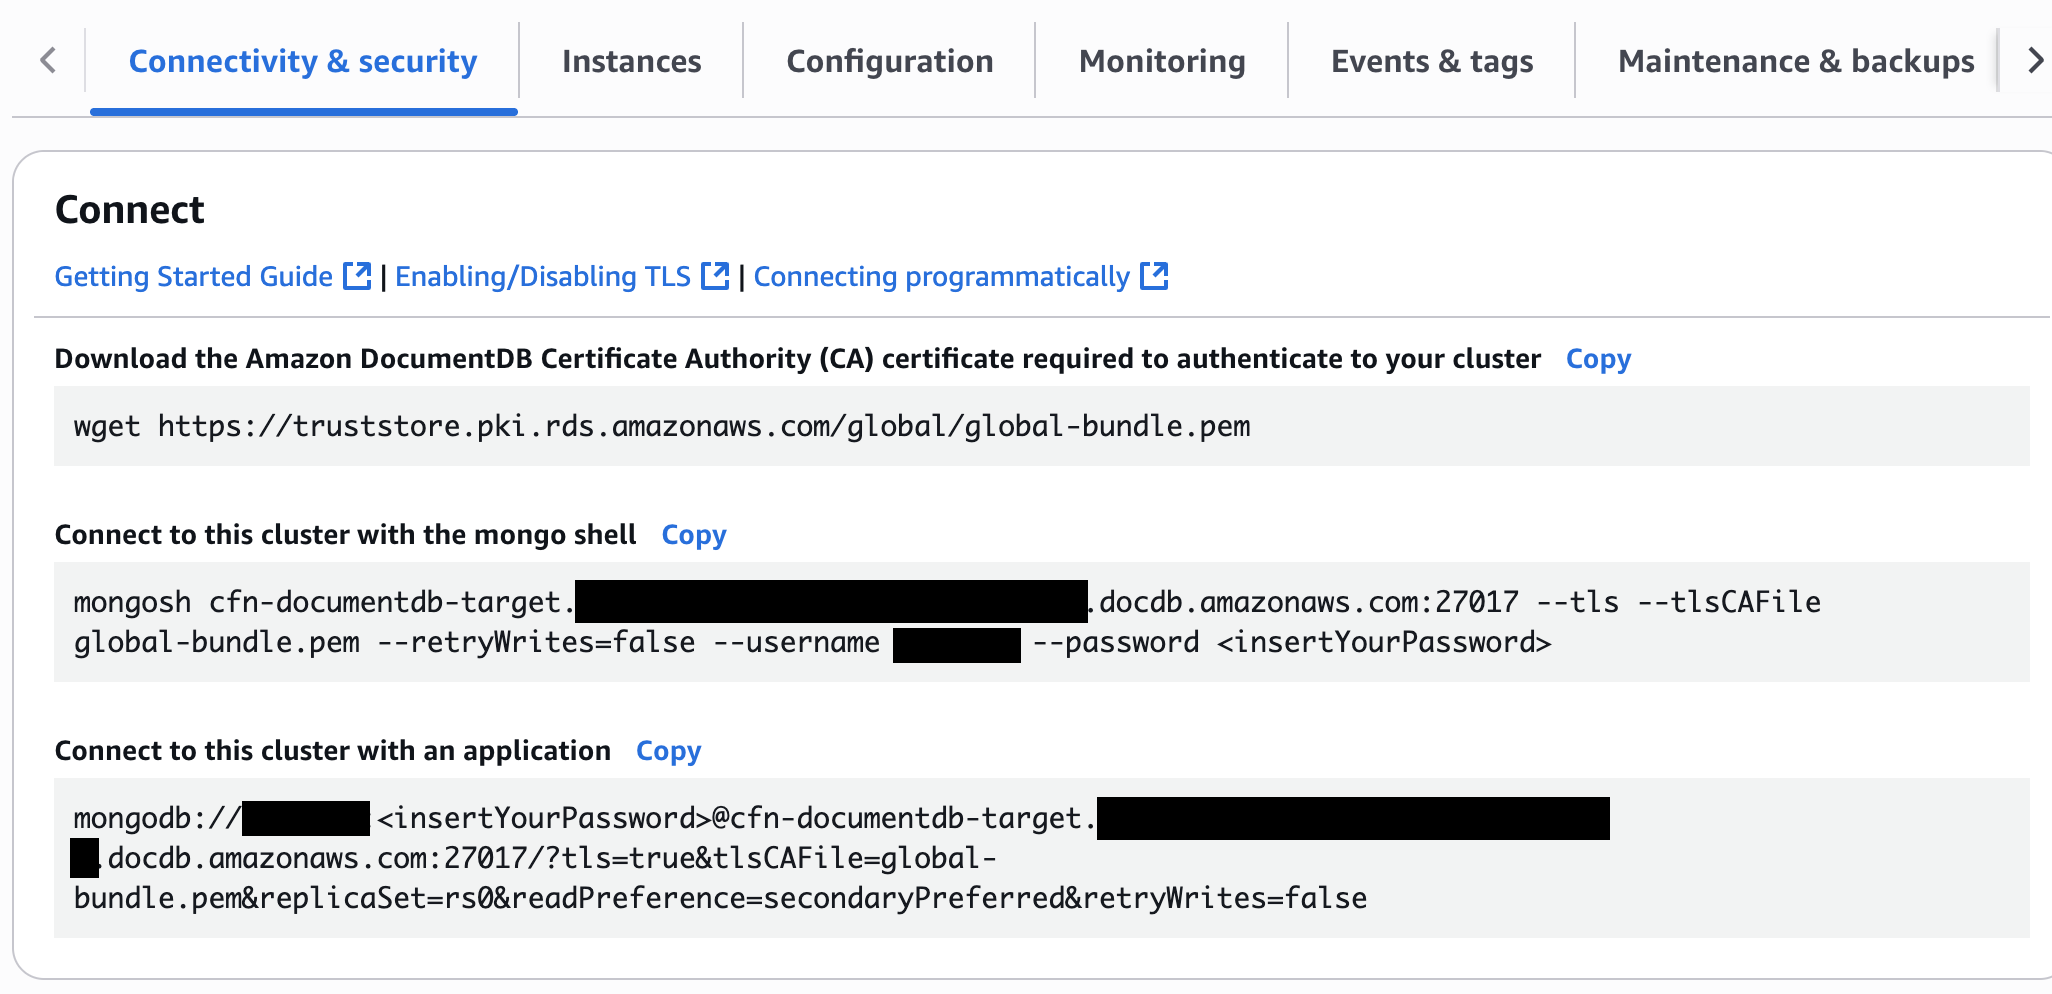 Connectivity & security Instances Configuration Monitoring Events & tags Maintenance & backups
Connect
Getting Started Guide | Enabling/Disabling TLS | Connecting programmatically
Download the Amazon DocumentDB Certificate Authority (CA) certificate required to authenticate to your cluster Copy
wget https://truststore.pki.rds.amazonaws.com/global/global-bundle.pem
Connect to this cluster with the mongo shell Copy
mongosh cfn-documentdb-target. .docdb.amazonaws.com:27017 --tls --tlsCAFile
global-bundle.pem --retryWrites=false --username --password <insertYourPassword>
Connect to this cluster with an application Copy
mongodb:// <insertYourPassword>@cfn-documentdb-target.
.docdb.amazonaws.com:27017/?tls=true&tlsCAFile=global-
bundle.pem&replicaSet=rs0&readPreference=secondaryPreferred&retryWrites=false